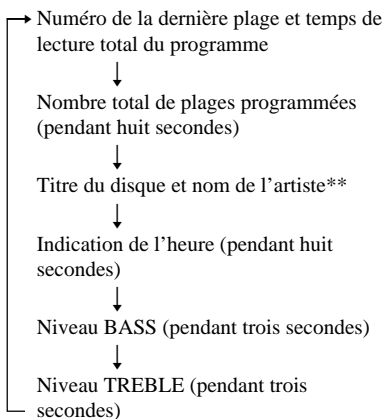 Numéro de la dernière plage et temps de
lecture total du programme
Nombre total de plages programmées
(pendant huit secondes)
Titre du disque et nom de l’artiste**
Indication de l’heure (pendant huit
secondes)
Niveau BASS (pendant trois secondes)
Niveau TREBLE (pendant trois
secondes)